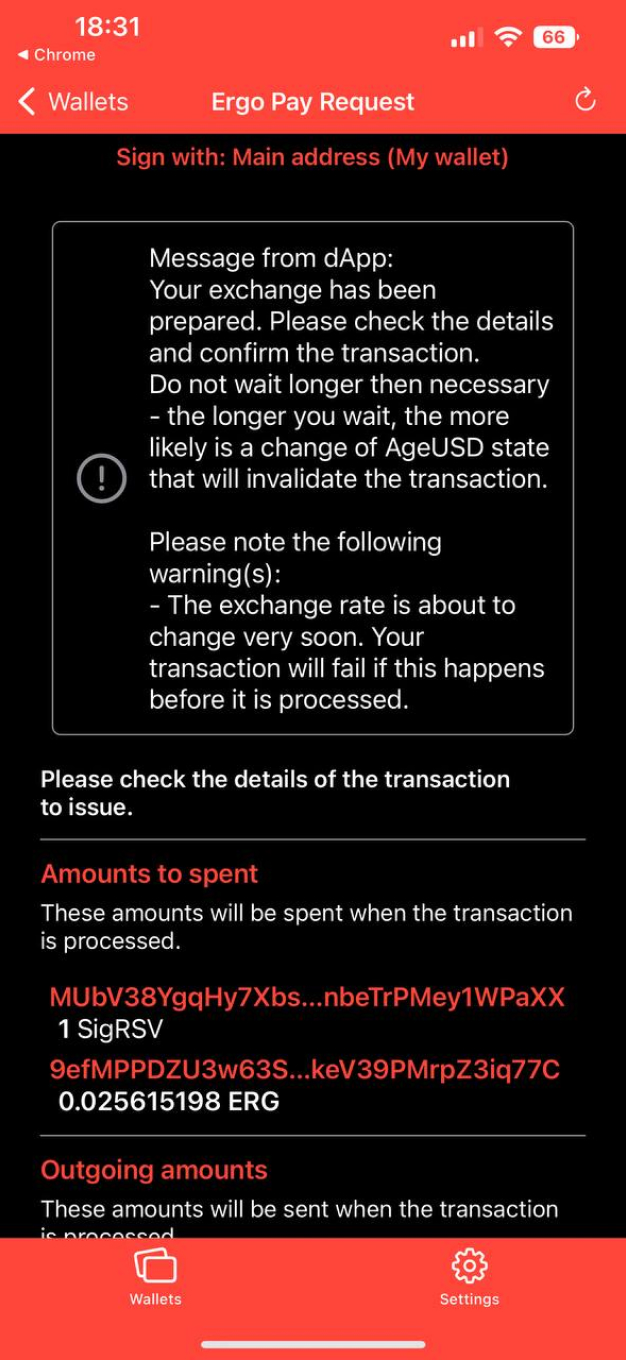 18:31
66
◀ Chrome
Wallets
Ergo Pay Request
Sign with: Main address (My wallet)
Message from dApp:
Your exchange has been
prepared. Please check the details
and confirm the transaction.
Do not wait longer then necessary
- the longer you wait, the more
likely is a change of AgeUSD state
that will invalidate the transaction.
Please note the following
warning(s):
- The exchange rate is about to
change very soon. Your
transaction will fail if this happens
before it is processed.
Please check the details of the transaction
to issue.
Amounts to spent
These amounts will be spent when the transaction
is processed.
MUbV38YgqHy7Xbs...nbeTrPMey1WPaXX
1 SigRSV
9efMPPDZU3w63S...keV39PMrpZ3iq77C
0.025615198 ERG
Outgoing amounts
These amounts will be sent when the transaction
is processed
Wallets
Settings